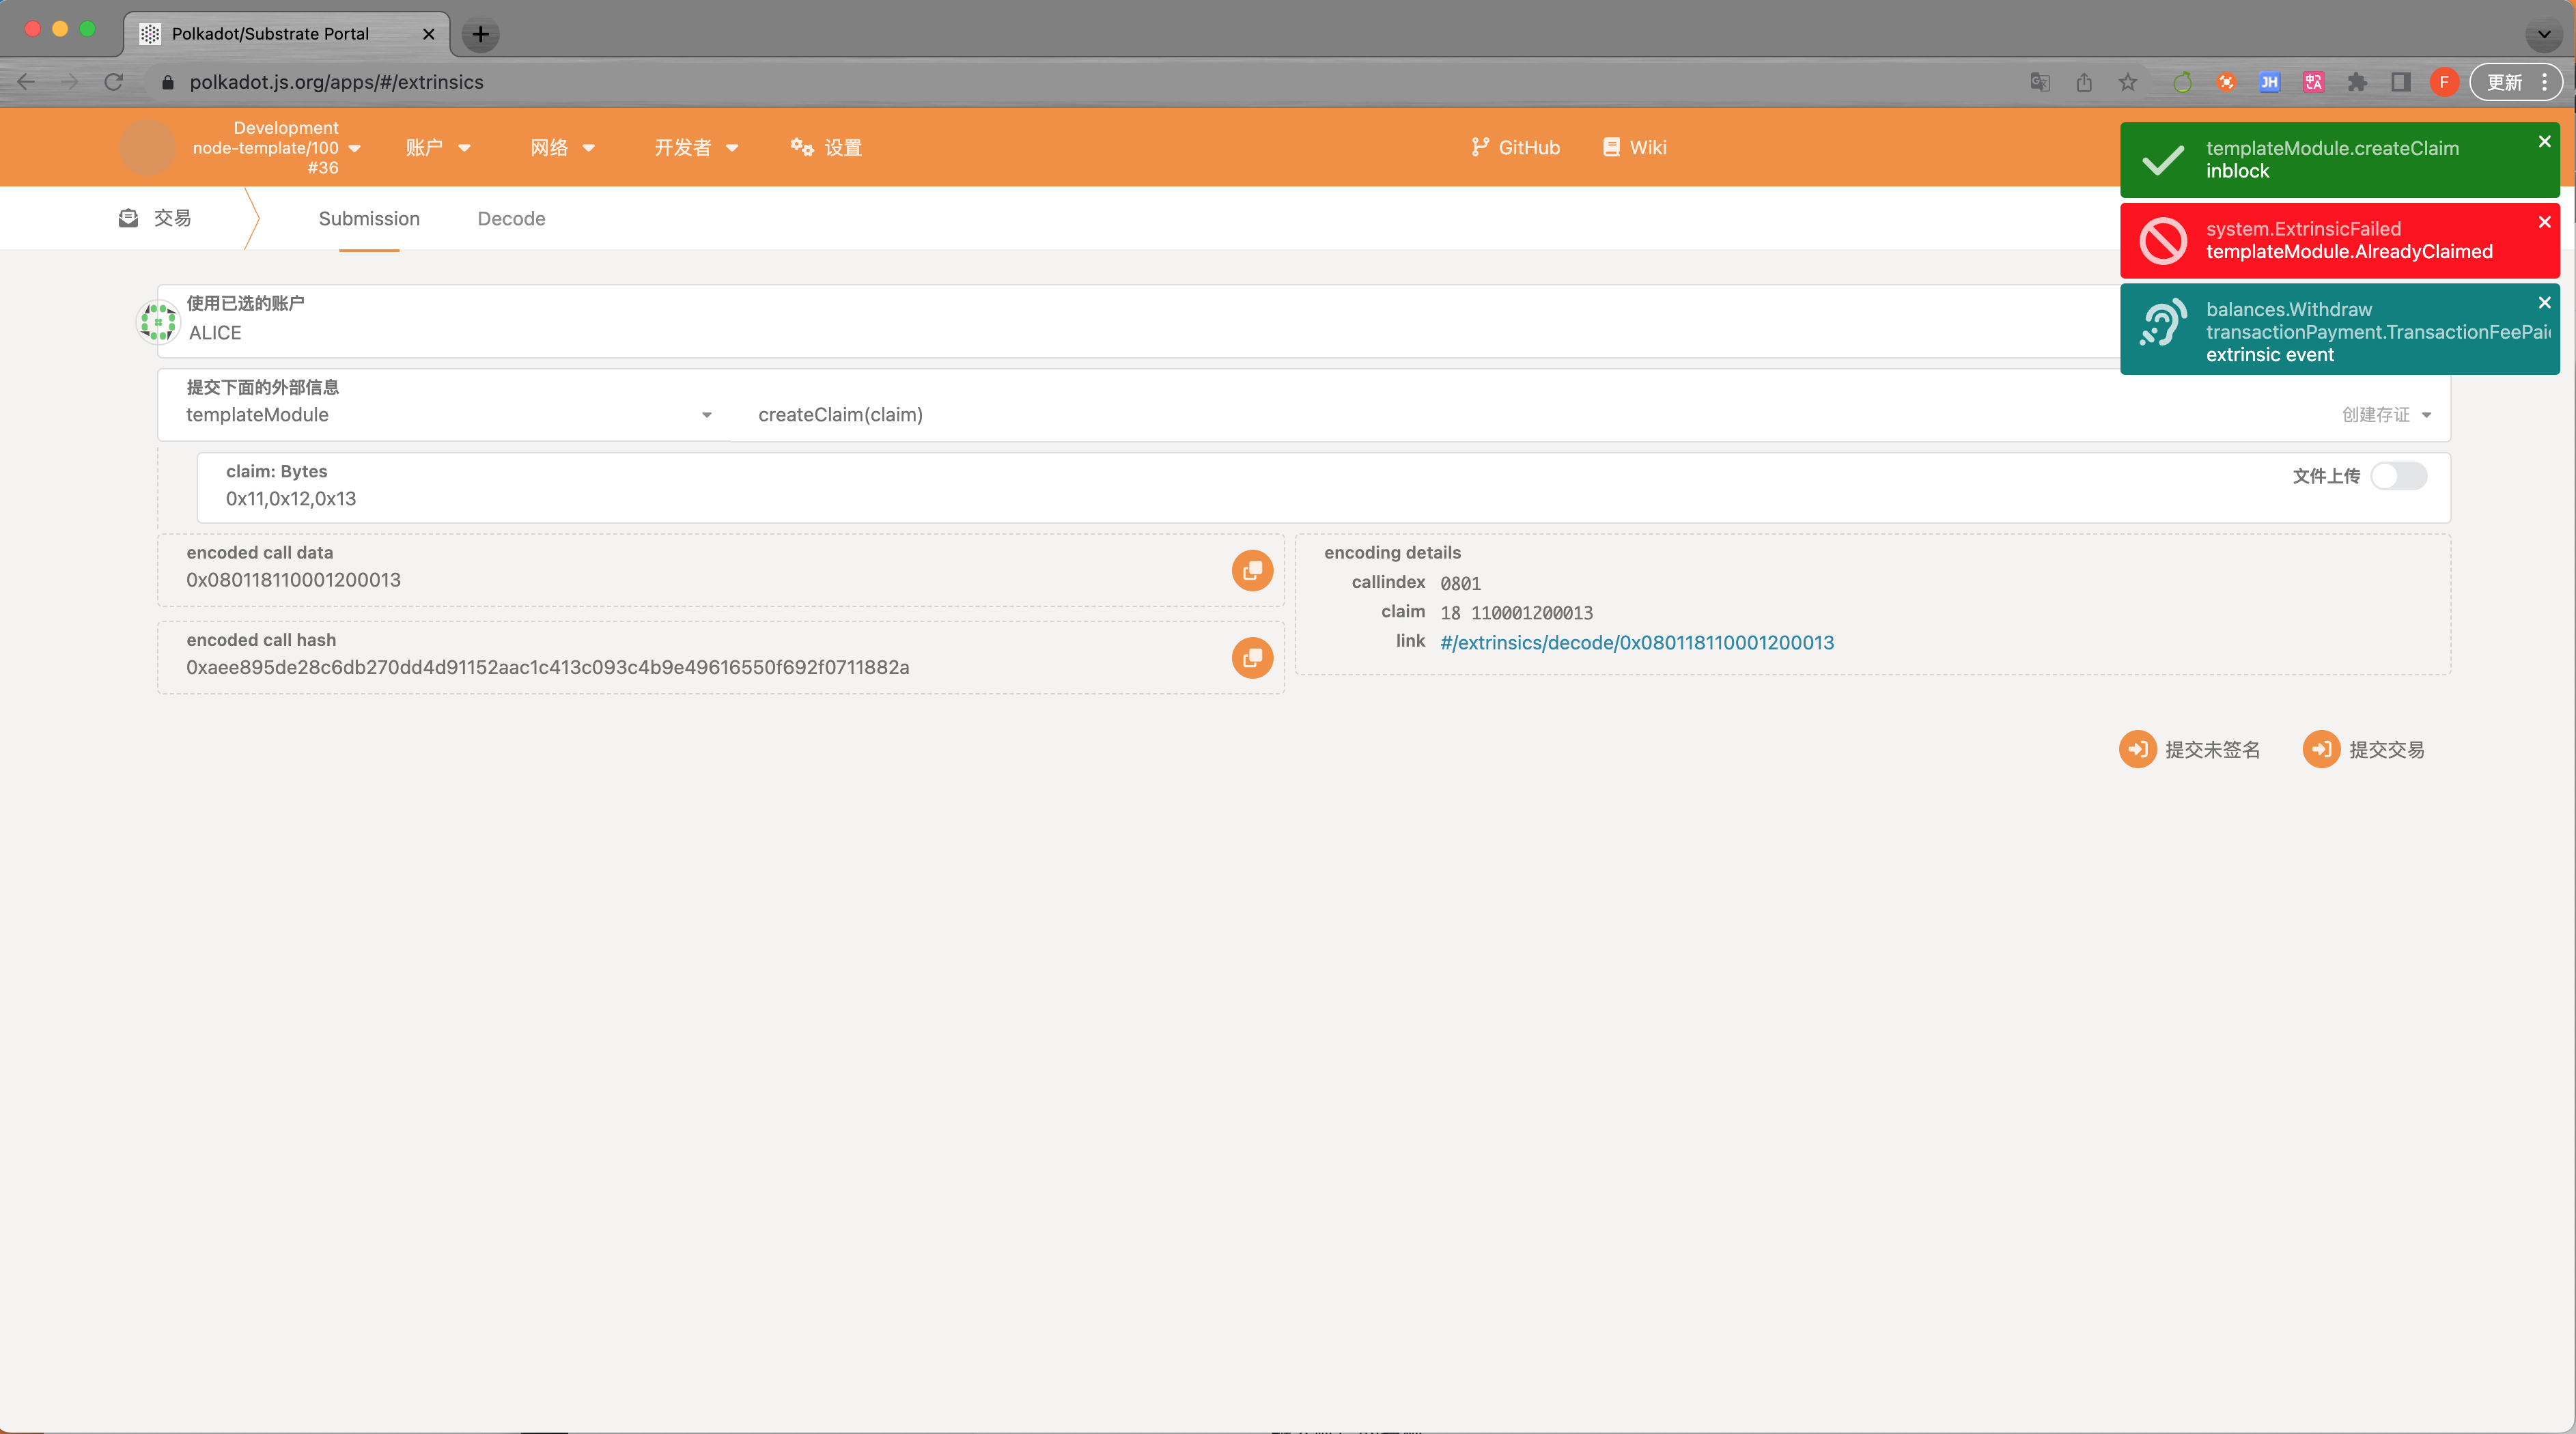 Polkadot/Substrate Portal
polkadot.js.org/apps/#/extrinsics
JH
F
更新
Development
node-template/100
#36
账户
网络
开发者
设置
GitHub
Wiki
templateModule.createClaim
inblock
system.ExtrinsicFailed
templateModule.AlreadyClaimed
balances.Withdraw
transactionPayment.TransactionFeePai
extrinsic event
交易
Submission
Decode
使用已选的账户
ALICE
提交下面的外部信息
templateModule
createClaim(claim)
创建存证
claim: Bytes
0x11,0x12,0x13
文件上传
encoded call data
0x080118110001200013
encoding details
callindex 0801
claim 18 110001200013
link #/extrinsics/decode/0x080118110001200013
encoded call hash
0xaee895de28c6db270dd4d91152aac1c413c093c4b9e49616550f692f0711882a
提交未签名
提交交易